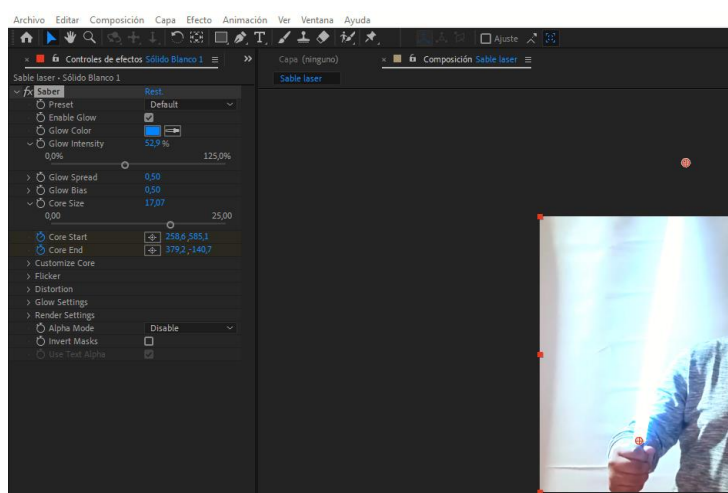 Archivo Editar Composición Capa Efecto Animación Ver Ventana Ayuda
T
Ajuste
× Controles de efectos Sólido Blanco 1 ≡ »
Capa (ninguno)
× Composición Sable laser ≡
Sable laser • Sólido Blanco 1
Sable laser
fx Saber Rest.
Preset Default
Enable Glow
Glow Color
Glow Intensity 52,9 %
0,0% 125,0%
> Glow Spread 0,50
> Glow Bias 0,50
Core Size 17,07
0,00 25,00
Core Start 258,6,585,1
Core End 379,2,-140,7
> Customize Core
> Flicker
> Distortion
> Glow Settings
> Render Settings
Alpha Mode Disable
Invert Masks
Use Text Alpha